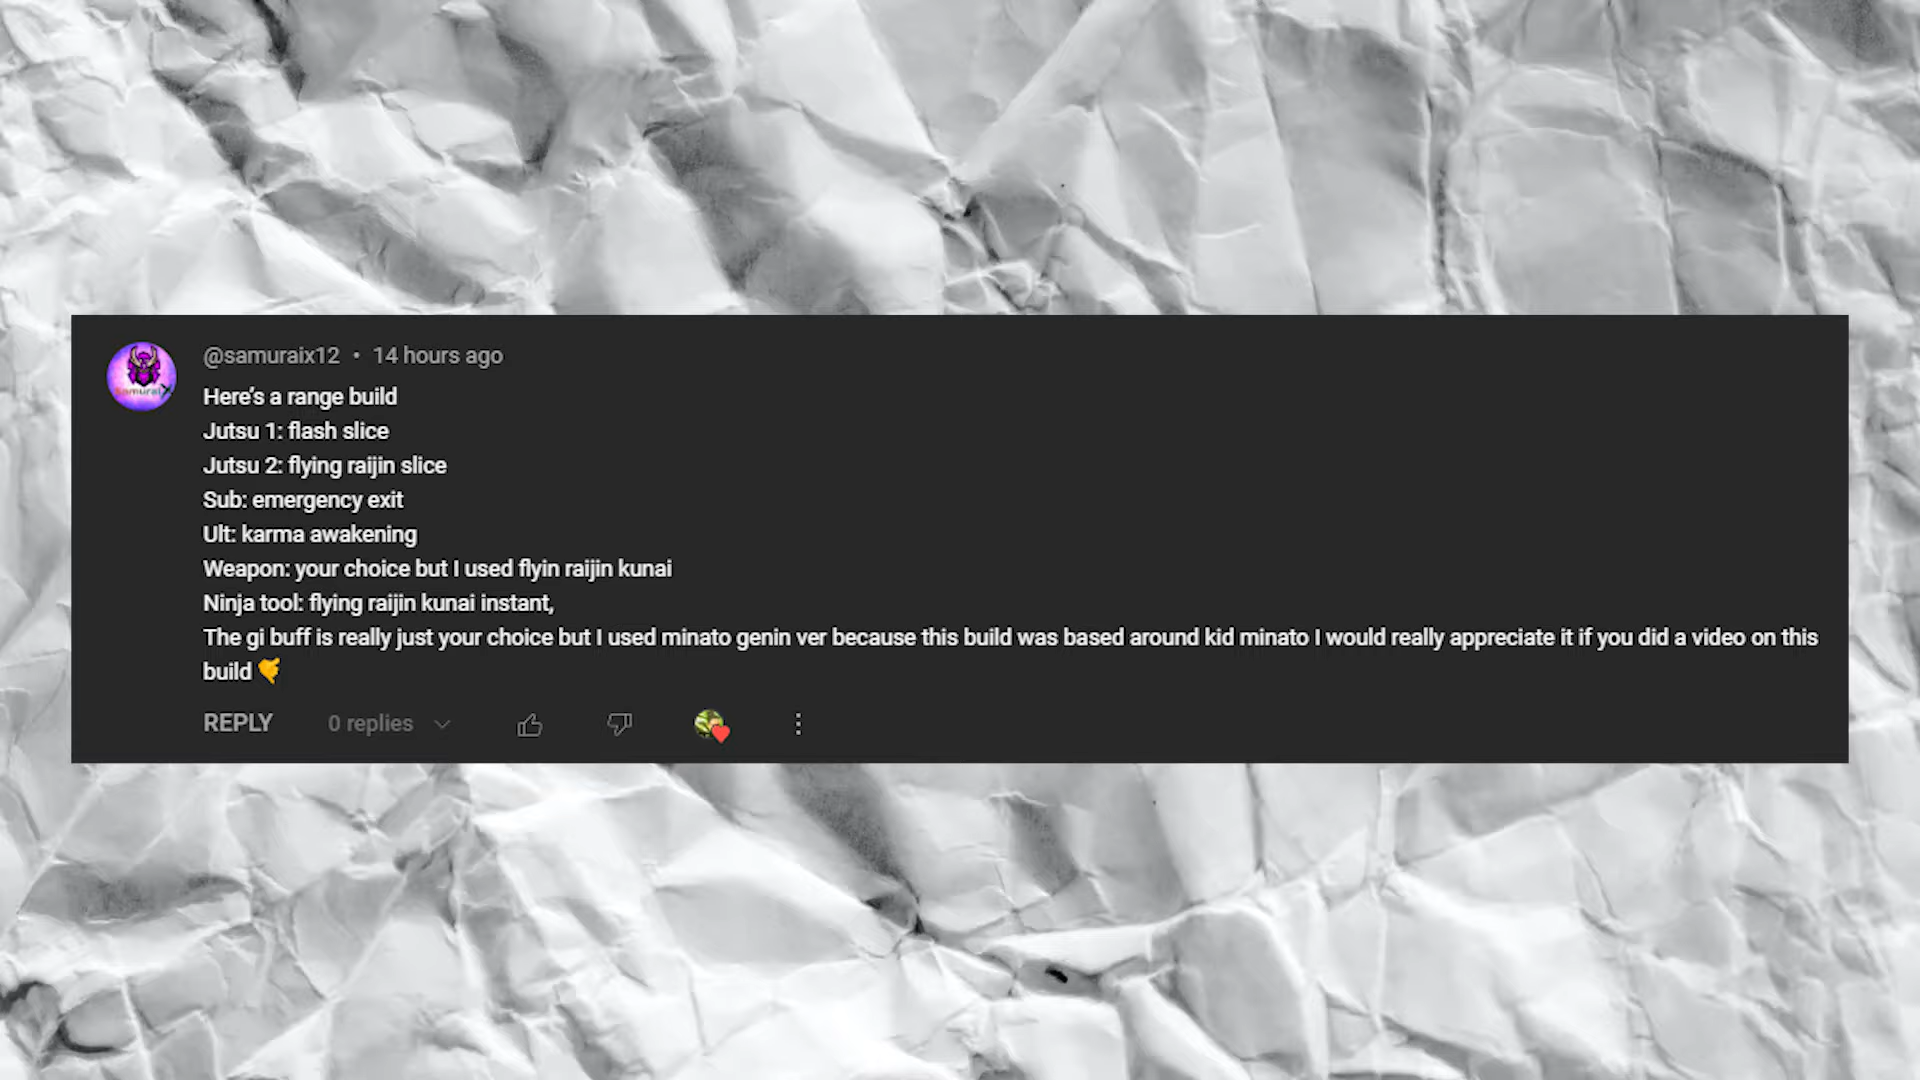 @samuraix12 • 14 hours ago
Here's a range build
Jutsu 1: flash slice
Jutsu 2: flying raijin slice
Sub: emergency exit
Ult: karma awakening
Weapon: your choice but I used flyin raijin kunai
Ninja tool: flying raijin kunai instant,
The gi buff is really just your choice but I used minato genin ver because this build was based around kid minato I would really appreciate it if you did a video on this
build 🤙
REPLY 0 replies